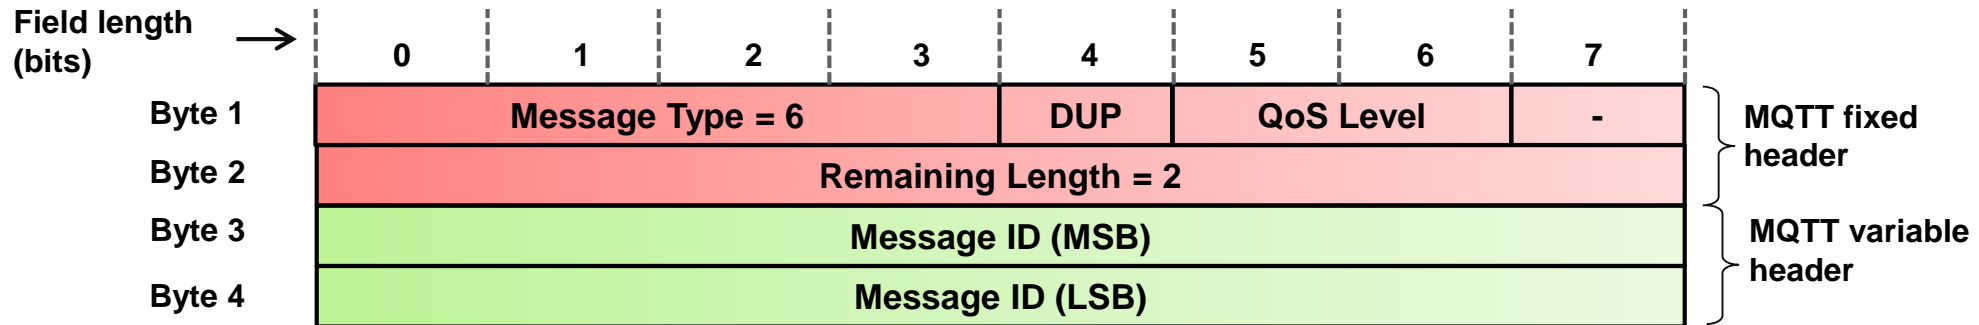 Field length
(bits)
0 1 2 3 4 5 6 7
Byte 1 Message Type = 6 DUP QoS Level - MQTT fixed
header
Byte 2 Remaining Length = 2
Byte 3 Message ID (MSB) MQTT variable
header
Byte 4 Message ID (LSB)